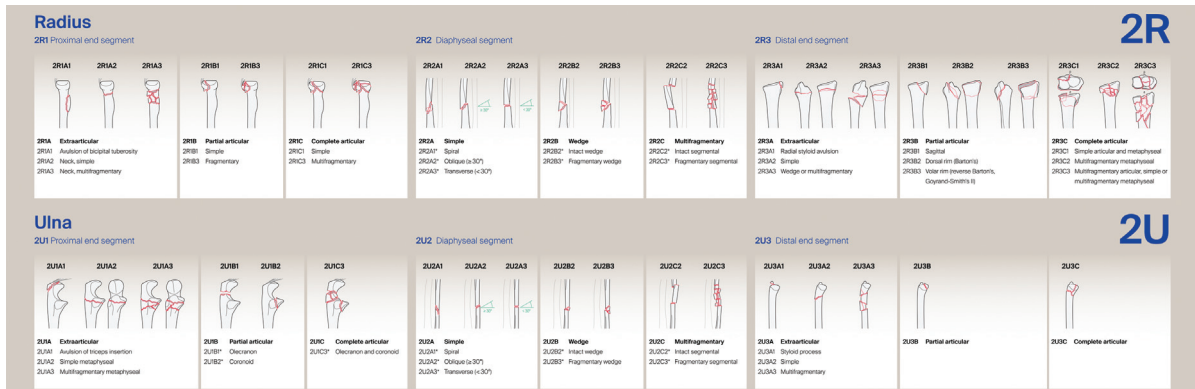 Radius
2R
2R1 Proximal end segment
2R2 Diaphyseal segment
2R3 Distal end segment
2R1A1 2R1A2 2R1A3
2R1B1 2R1B3
2R1C1 2R1C3
2R2A1 2R2A2 2R2A3
2R2B2 2R2B3
2R2C2 2R2C3
2R3A1 2R3A2 2R3A3
2R3B1 2R3B2 2R3B3
2R3C1 2R3C2 2R3C3
2R1A Extraarticular
2R1A1 Avulsion of bicipital tuberosity
2R1A2 Neck, simple
2R1A3 Neck, multifragmentary
2R1B Partial articular
2R1B1 Simple
2R1B3 Fragmentary
2R1C Complete articular
2R1C1 Simple
2R1C3 Multifragmentary
2R2A Simple
2R2A1* Spiral
2R2A2* Oblique (≥30°)
2R2A3* Transverse (<30°)
2R2B Wedge
2R2B2* Intact wedge
2R2B3* Fragmentary wedge
2R2C Multifragmentary
2R2C2* Intact segmental
2R2C3* Fragmentary segmental
2R3A Extraarticular
2R3A1 Radial styloid avulsion
2R3A2 Simple
2R3A3 Wedge or multifragmentary
2R3B Partial articular
2R3B1 Sagittal
2R3B2 Dorsal rim (Barton's)
2R3B3 Volar rim (reverse Barton's,
Goyrand-Smith's II)
2R3C Complete articular
2R3C1 Simple articular and metaphyseal
2R3C2 Multifragmentary metaphyseal
2R3C3 Multifragmentary articular, simple or
multifragmentary metaphyseal
Ulna
2U
2U1 Proximal end segment
2U2 Diaphyseal segment
2U3 Distal end segment
2U1A1 2U1A2 2U1A3
2U1B1 2U1B2
2U1C3
2U2A1 2U2A2 2U2A3
2U2B2 2U2B3
2U2C2 2U2C3
2U3A1 2U3A2 2U3A3
2U3B
2U3C
2U1A Extraarticular
2U1A1 Avulsion of triceps insertion
2U1A2 Simple metaphyseal
2U1A3 Multifragmentary metaphyseal
2U1B Partial articular
2U1B1* Olecranon
2U1B2* Coronoid
2U1C Complete articular
2U1C3* Olecranon and coronoid
2U2A Simple
2U2A1* Spiral
2U2A2* Oblique (≥30°)
2U2A3* Transverse (<30°)
2U2B Wedge
2U2B2* Intact wedge
2U2B3* Fragmentary wedge
2U2C Multifragmentary
2U2C2* Intact segmental
2U2C3* Fragmentary segmental
2U3A Extraarticular
2U3A1 Styloid process
2U3A2 Simple
2U3A3 Multifragmentary
2U3B Partial articular
2U3C Complete articular